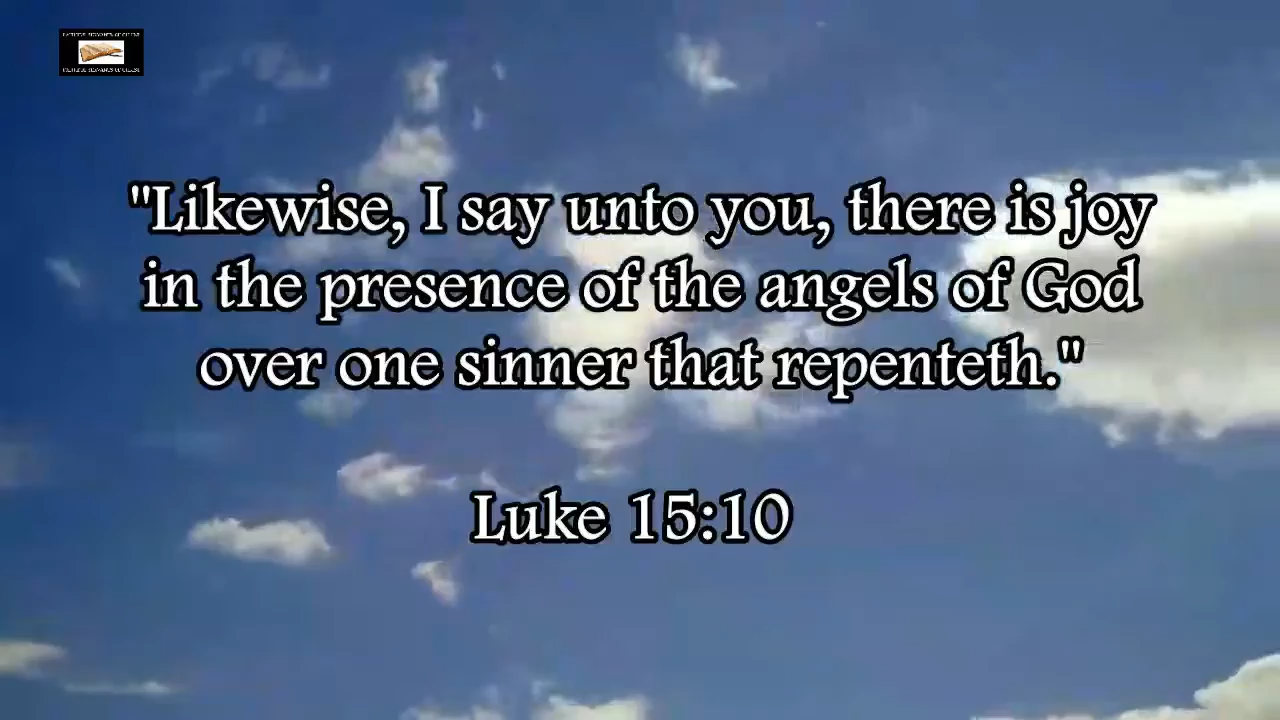 "Likewise, I say unto you, there is joy
in the presence of the angels of God
over one sinner that repenteth."
Luke 15:10